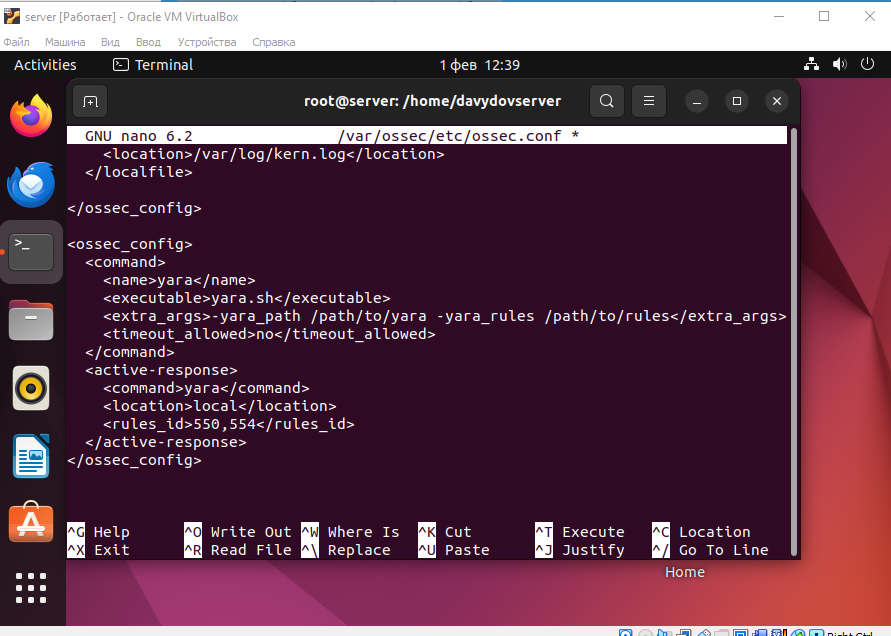 server [Работает] - Oracle VM VirtualBox
Файл Машина Вид Ввод Устройства Справка
Activities Terminal 1 фев 12:39
root@server: /home/davydovserver
GNU nano 6.2 /var/ossec/etc/ossec.conf *
<location>/var/log/kern.log</location>
</localfile>
</ossec_config>
<ossec_config>
<command>
<name>yara</name>
<executable>yara.sh</executable>
<extra_args>-yara_path /path/to/yara -yara_rules /path/to/rules</extra_args>
<timeout_allowed>no</timeout_allowed>
</command>
<active-response>
<command>yara</command>
<location>local</location>
<rules_id>550,554</rules_id>
</active-response>
</ossec_config>
^G Help ^O Write Out ^W Where Is ^K Cut ^T Execute ^C Location
^X Exit ^R Read File ^\ Replace ^U Paste ^J Justify ^/ Go To Line
Home
Right Ctrl